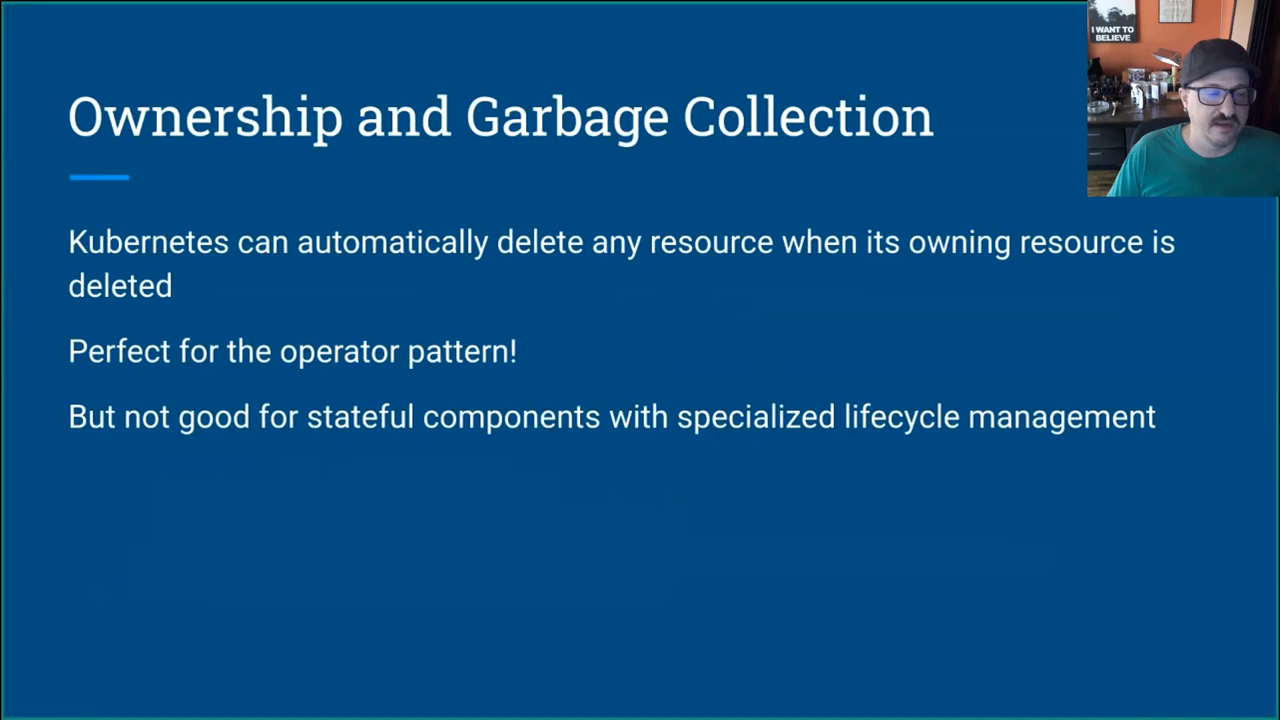 Ownership and Garbage Collection
Kubernetes can automatically delete any resource when its owning resource is
deleted
Perfect for the operator pattern!
But not good for stateful components with specialized lifecycle management
I WANT TO
BELIEVE